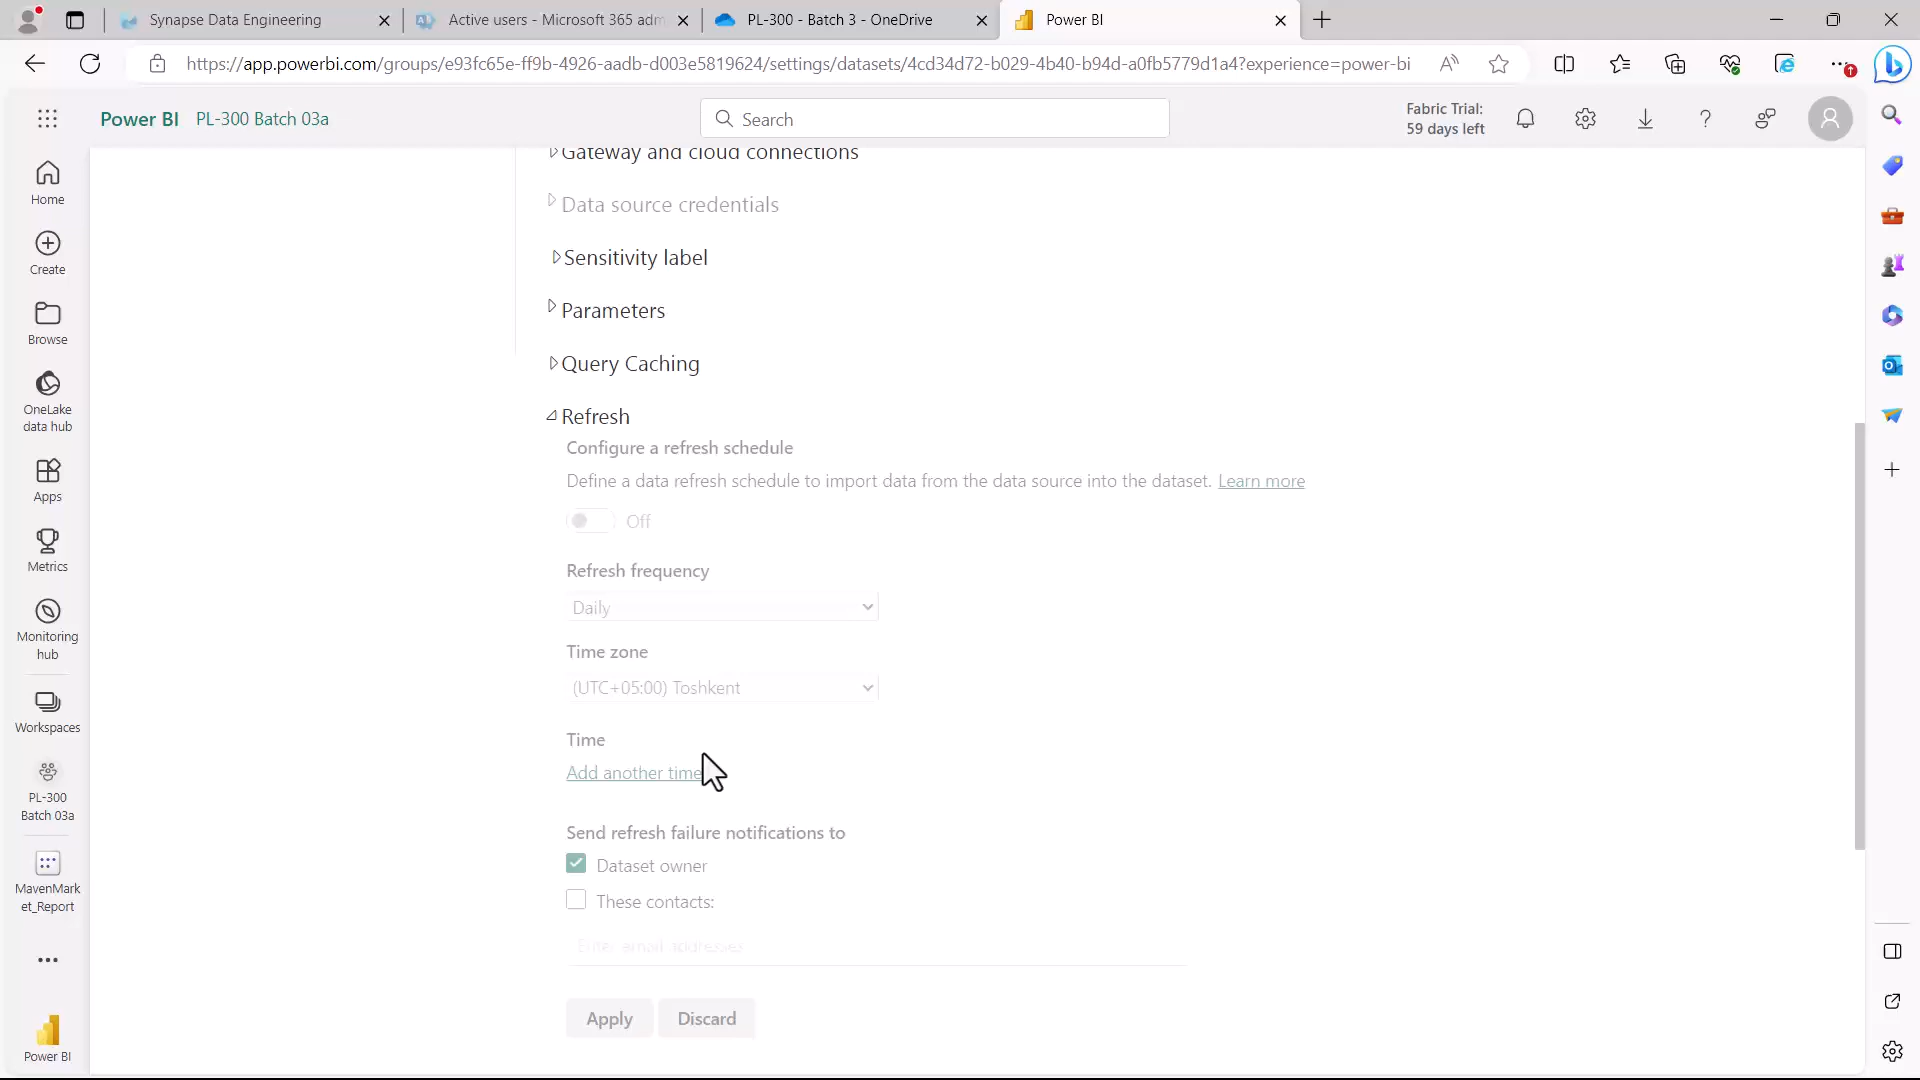 Synapse Data Engineering
Active users - Microsoft 365 adm
PL-300 - Batch 3 - OneDrive
Power BI
https://app.powerbi.com/groups/e93fc65e-ff9b-4926-aadb-d003e5819624/settings/datasets/4cd34d72-b029-4b40-b94d-a0fb5779d1a4?experience=power-bi
Power BI PL-300 Batch 03a
Search
Fabric Trial:
59 days left
Home
Create
Browse
OneLake
data hub
Apps
Metrics
Monitoring
hub
Workspaces
PL-300
Batch 03a
MavenMark
et_Report
Power BI
Gateway and cloud connections
Data source credentials
Sensitivity label
Parameters
Query Caching
Refresh
Configure a refresh schedule
Define a data refresh schedule to import data from the data source into the dataset. Learn more
Off
Refresh frequency
Daily
Time zone
(UTC+05:00) Toshkent
Time
Add another time
Send refresh failure notifications to
Dataset owner
These contacts:
Enter email addresses
Apply Discard